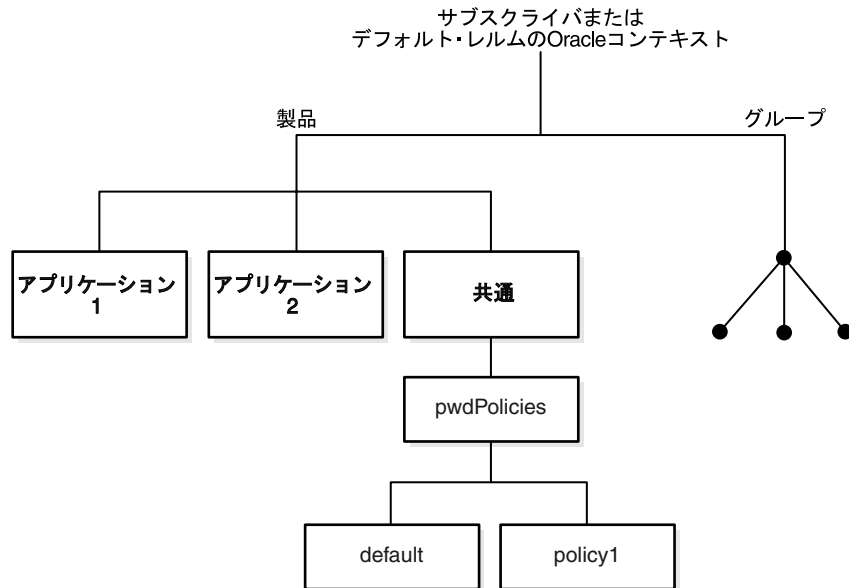 サブスクライバまたは
デフォルト・レルムのOracleコンテキスト
製品
グループ
アプリケーション
1
アプリケーション
2
共通
pwdPolicies
default
policy1